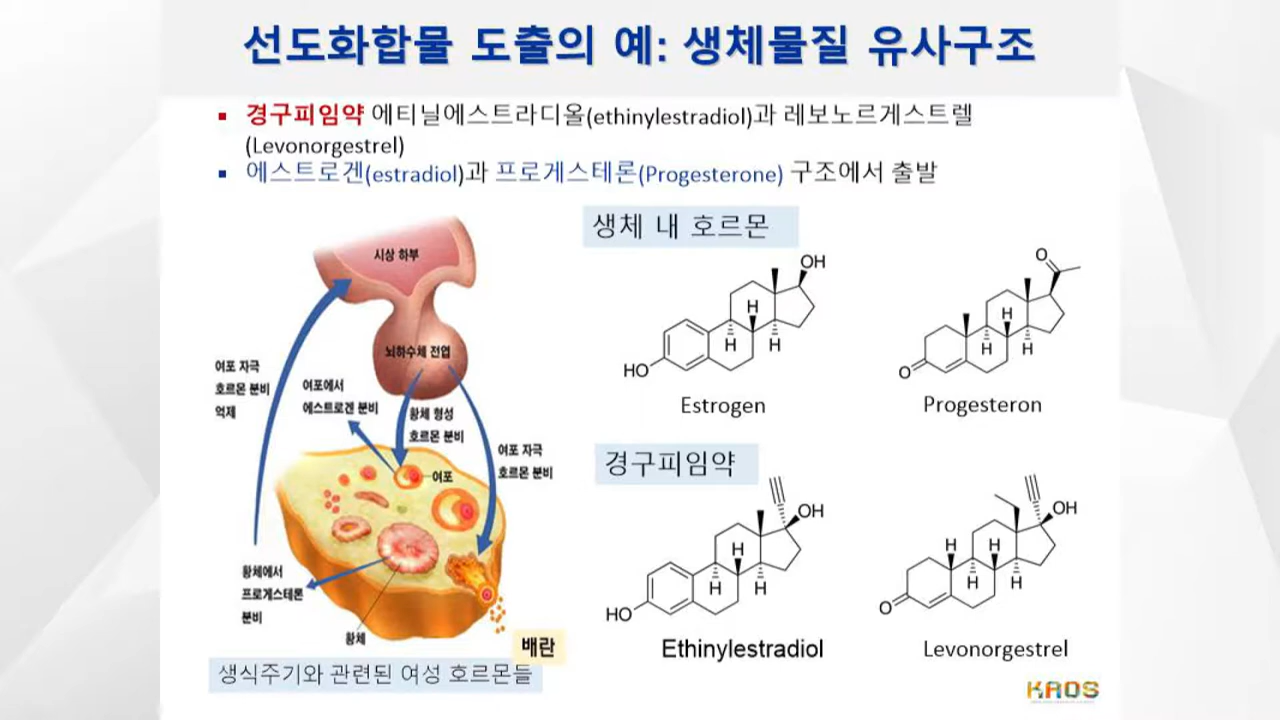 선도화합물 도출의 예: 생체물질 유사구조
경구피임약 에티닐에스트라디올(ethinylestradiol)과 레보노르게스트렐
(Levonorgestrel)
에스트로겐(estradiol)과 프로게스테론(Progesterone) 구조에서 출발
시상 하부
뇌하수체 전엽
여포 자극
호르몬 분비
억제
여포에서
에스트로겐 분비
황체 형성
호르몬 분비
여포 자극
호르몬 분비
여포
황체에서
프로게스테론
분비
황체
배란
생식주기와 관련된 여성 호르몬들
생체 내 호르몬
OH
H
H
H
HO
Estrogen
O
H
H
H
O
Progesteron
경구피임약
OH
H
H
H
HO
Ethinylestradiol
OH
H
H
H
H
O
Levonorgestrel
KAOS